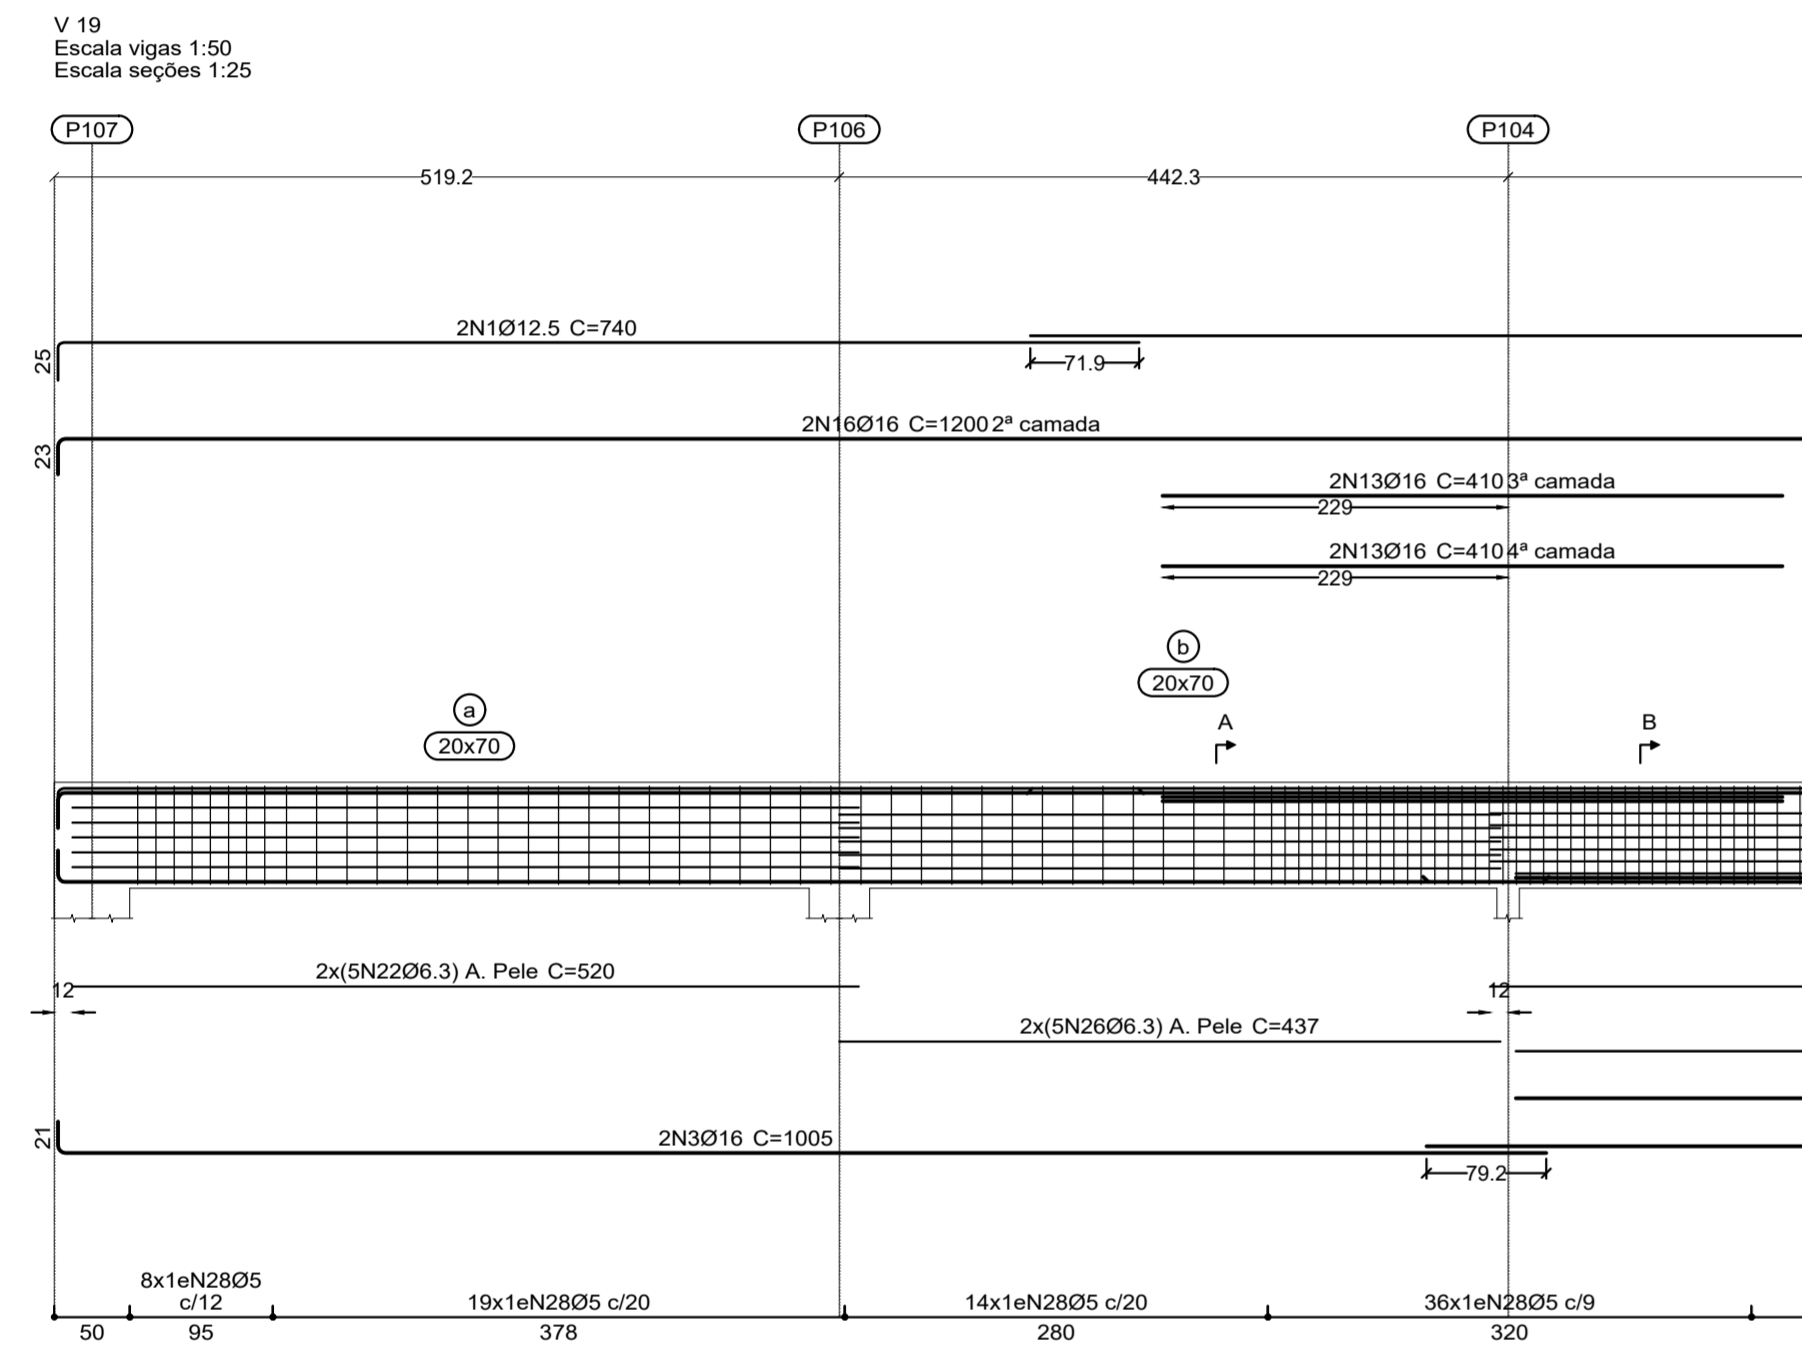 V 19
Escala vigas 1:50
Escala seções 1:25
P107
P106
P104
519.2
442.3
2N1Ø12.5 C=740
25
71.9
2N16Ø16 C=1200 2ª camada
23
2N13Ø16 C=410 3ª camada
229
2N13Ø16 C=410 4ª camada
229
b
20x70
a
20x70
A
B
2x(5N22Ø6.3) A. Pele C=520
12
12
2x(5N26Ø6.3) A. Pele C=437
2N3Ø16 C=1005
21
79.2
8x1eN28Ø5
c/12
19x1eN28Ø5 c/20
14x1eN28Ø5 c/20
36x1eN28Ø5 c/9
50
95
378
280
320